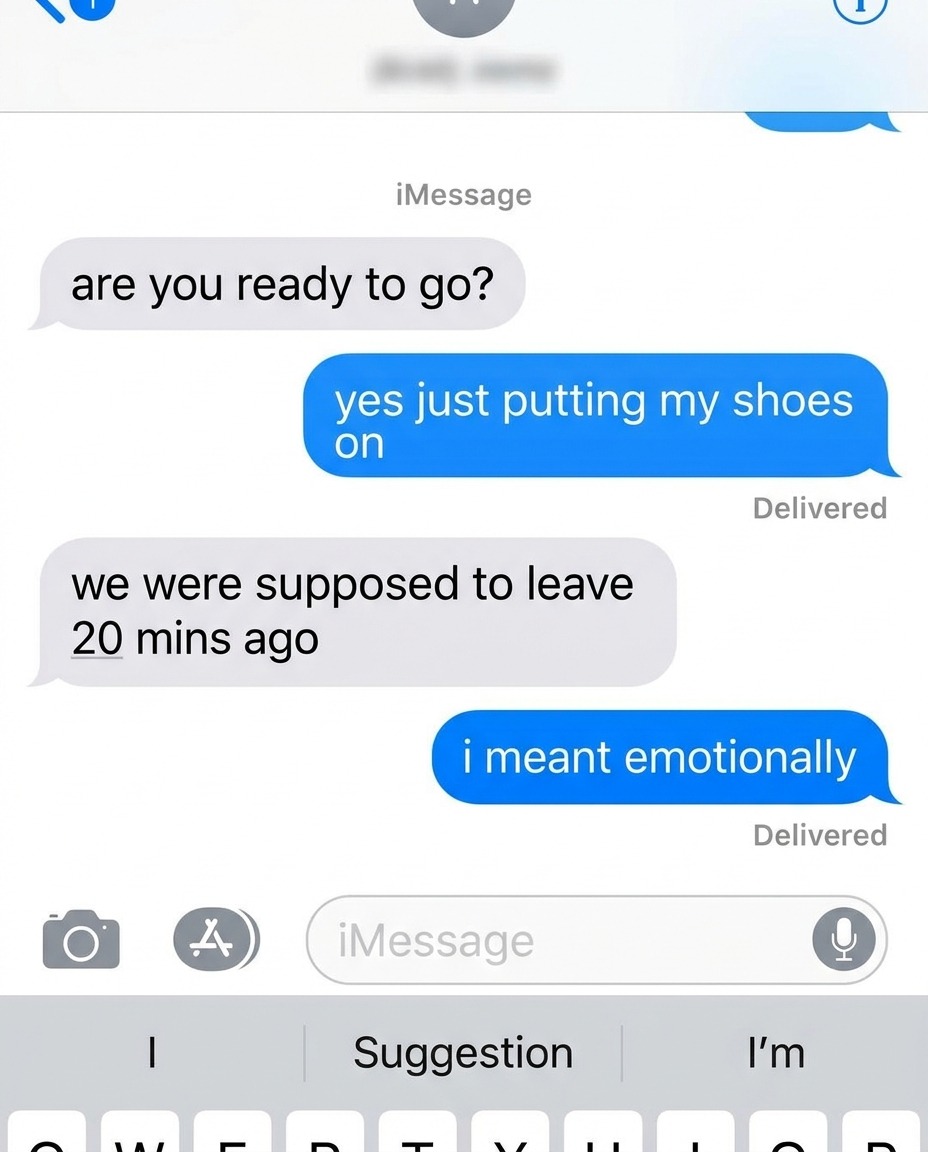 iMessage
are you ready to go?
yes just putting my shoes
on
Delivered
we were supposed to leave
20 mins ago
i meant emotionally
Delivered
iMessage
I Suggestion I’m